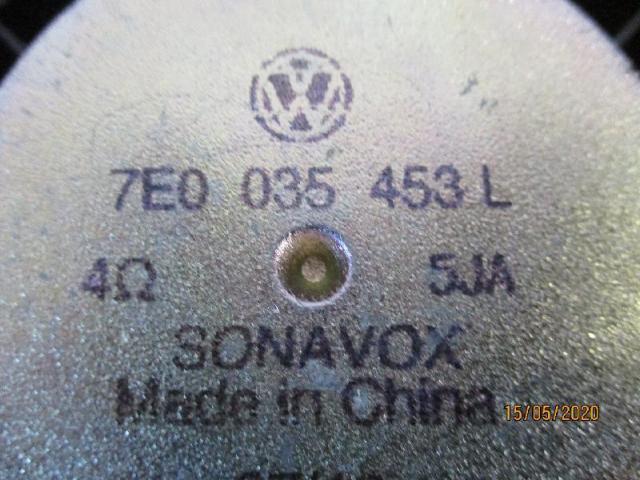 7E0 035 453 L
4Ω 5JA
SONAVOX
Made in China
15/05/2020